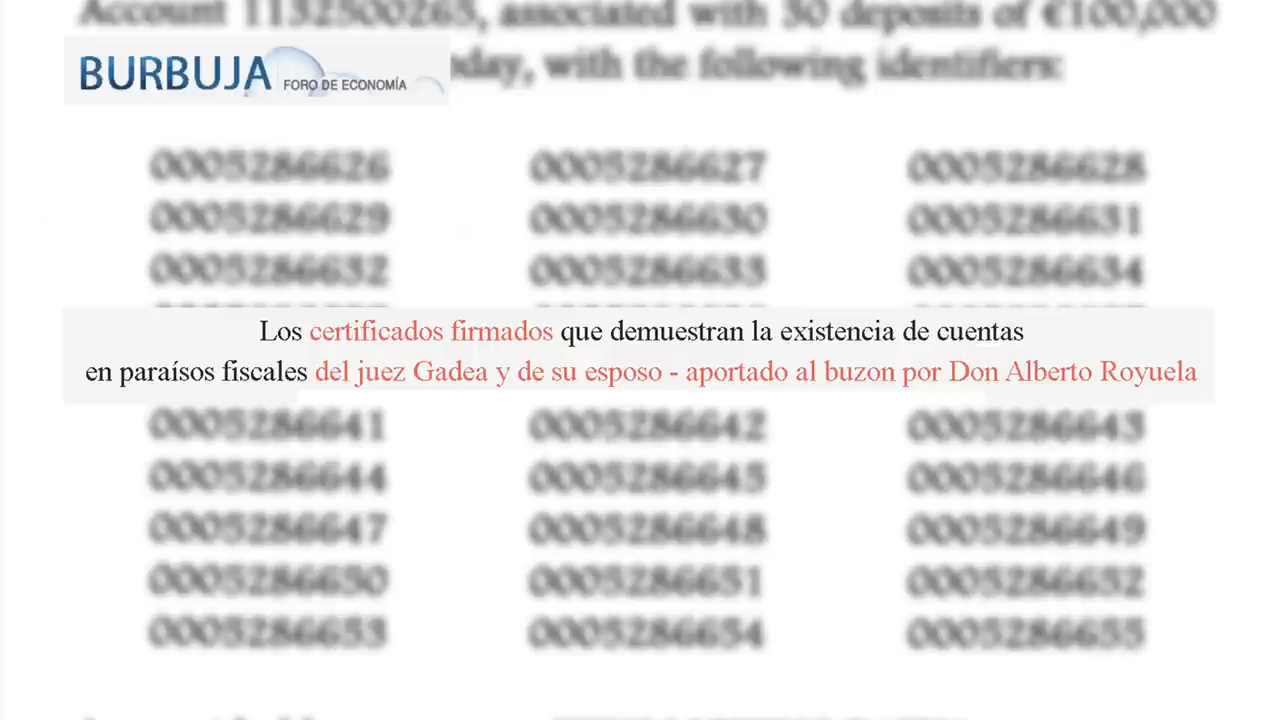 Account 1132500265, associated with 30 deposits of €100,000
BURBUJA FORO DE ECONOMÍA
with the following identifiers:
0005286626 0005286627 0005286628
0005286629 0005286630 0005286631
0005286632 0005286633 0005286634
Los certificados firmados que demuestran la existencia de cuentas
en paraísos fiscales del juez Gadea y de su esposo - aportado al buzon por Don Alberto Royuela
0005286641 0005286642 0005286643
0005286644 0005286645 0005286646
0005286647 0005286648 0005286649
0005286650 0005286651 0005286652
0005286653 0005286654 0005286655